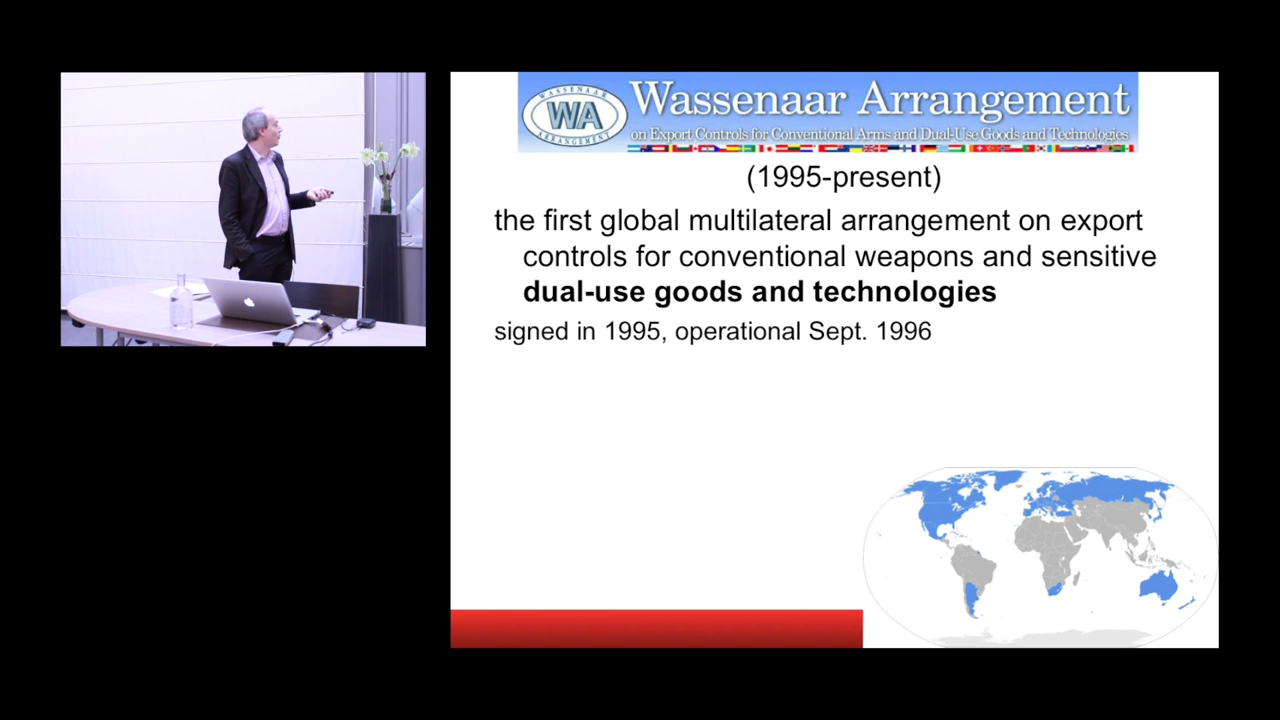 WASSENAAR
WA
ARRANGEMENT
Wassenaar Arrangement
on Export Controls for Conventional Arms and Dual-Use Goods and Technologies
(1995-present)
the first global multilateral arrangement on export
controls for conventional weapons and sensitive
dual-use goods and technologies
signed in 1995, operational Sept. 1996